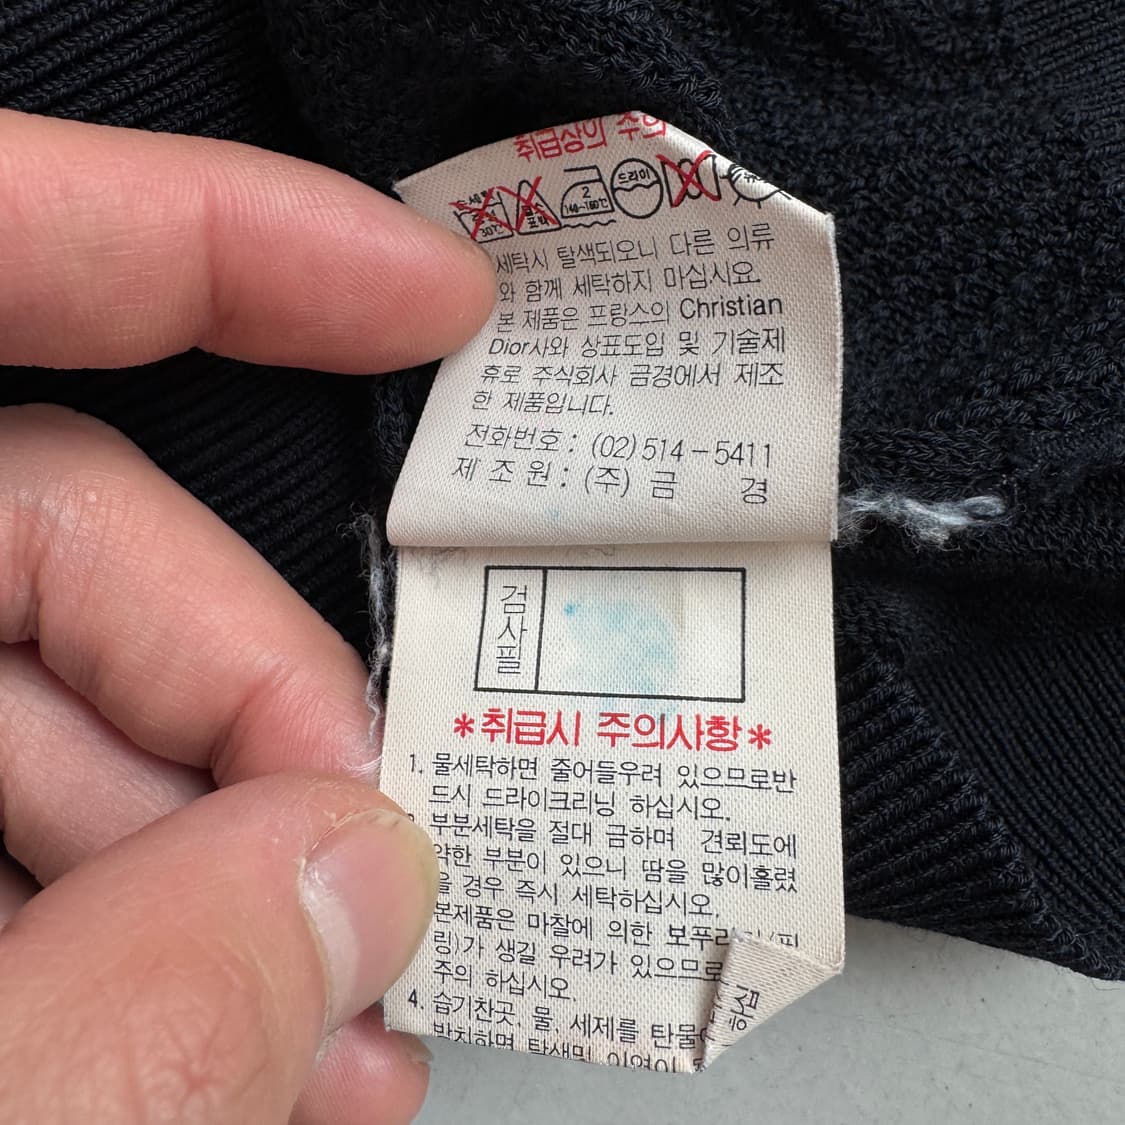 취급상의 주의
2
140~160℃
드라이
30℃
세탁시 탈색되오니 다른 의류
와 함께 세탁하지 마십시요.
본 제품은 프랑스의 Christian
Dior사와 상표도입 및 기술제
휴로 주식회사 금경에서 제조
한 제품입니다.
전화번호 : (02) 514-5411
제 조 원 : (주) 금 경
검사필
*취급시 주의사항*
1. 물세탁하면 줄어들우려 있으므로반
드시 드라이크리닝 하십시오.
부분세탁을 절대 금하며 견뢰도에
약한 부분이 있으니 땀을 많이흘렸
을 경우 즉시 세탁하십시오.
본제품은 마찰에 의한
링)가 생길 우려가 있으므로
주의 하십시오.
4. 습기찬곳, 물, 세제를